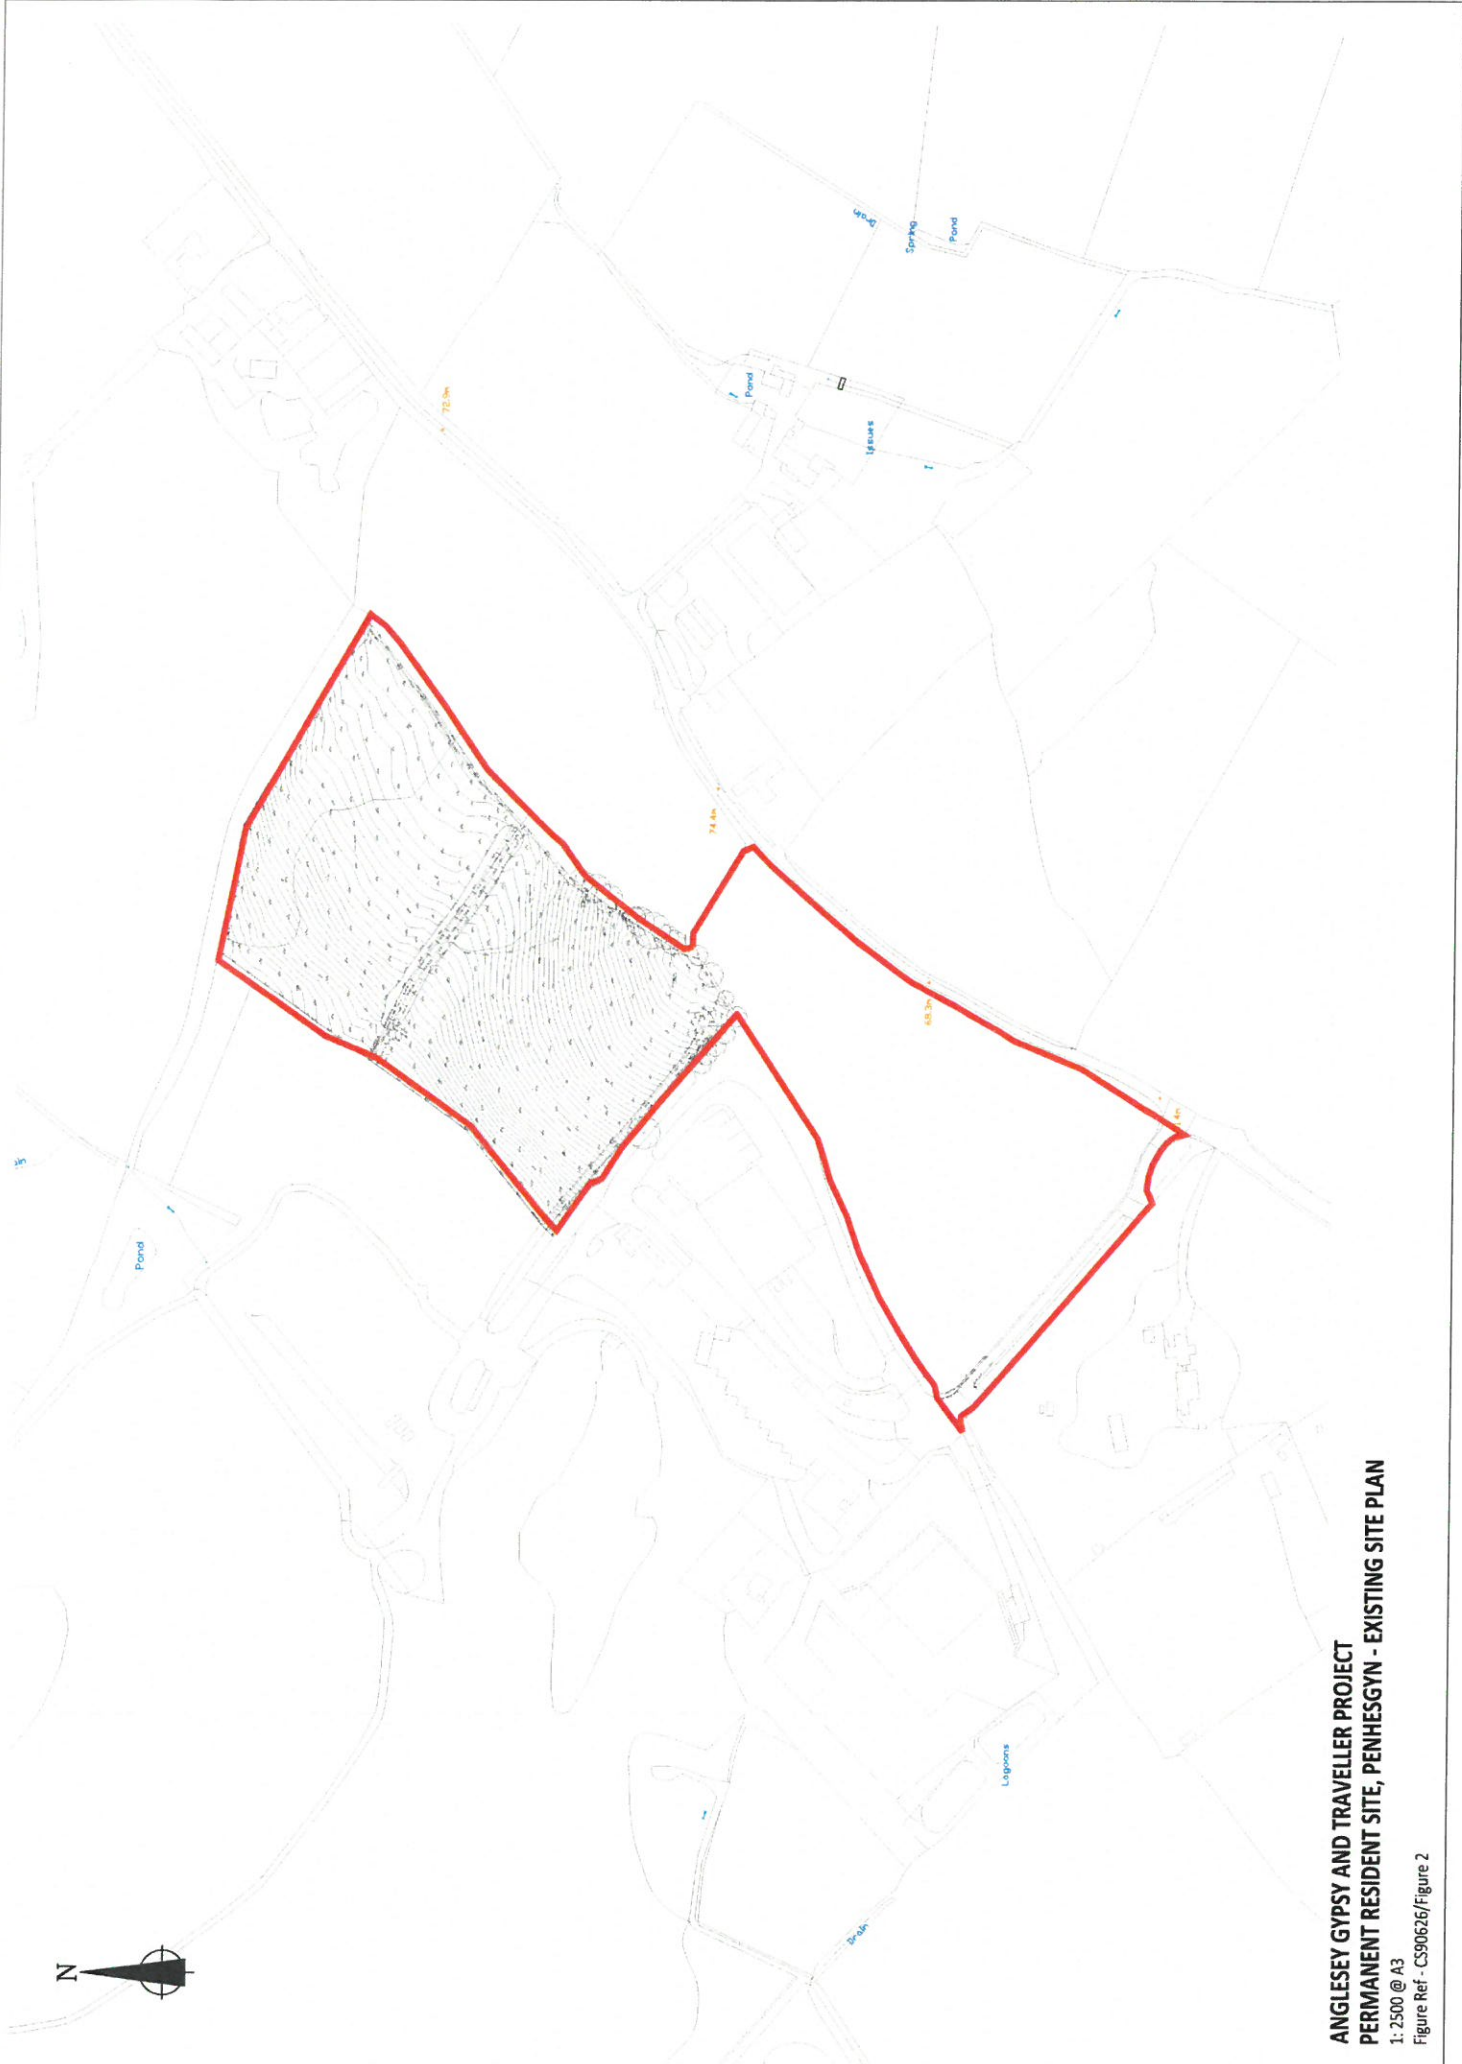 N
Pond
72.9m
74.4m
68.3m
Drain
Spring
Pond
Pond
Issues
Lagoons
Drain
ANGLESEY GYPSY AND TRAVELLER PROJECT
PERMANENT RESIDENT SITE, PENHESGYN - EXISTING SITE PLAN
1: 2500 @ A3
Figure Ref - CS90626/Figure 2